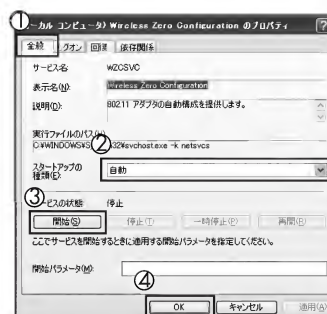 ①
ーカル コンピュータ) Wireless Zero Configuration のプロパティ
全般 グオン 回復 依存関係
サービス名 WZCSVC
表示名(N): Wireless Zero Configuration
説明(D): 802.11 アダプタの自動構成を提供します。
実行ファイルのパス
C:¥WINDOWS¥S 32¥svchost.exe -k netsvcs
②
スタートアップの
種類(E): 自動
③
ービスの状態 停止
開始(S) 停止(T) 一時停止(P) 再開(R)
ここでサービスを開始するときに適用する開始パラメータを指定してください。
開始パラメータ(M):
④
OK キャンセル 適用(A)